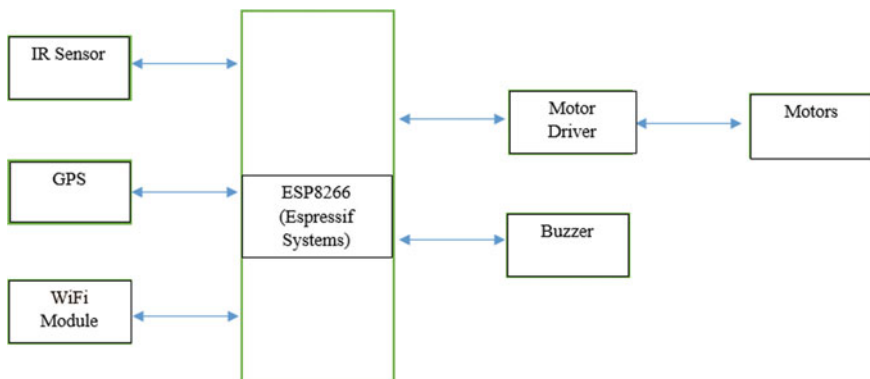 IR Sensor
GPS
WiFi
Module
ESP8266
(Espressif
Systems)
Motor
Driver
Motors
Buzzer